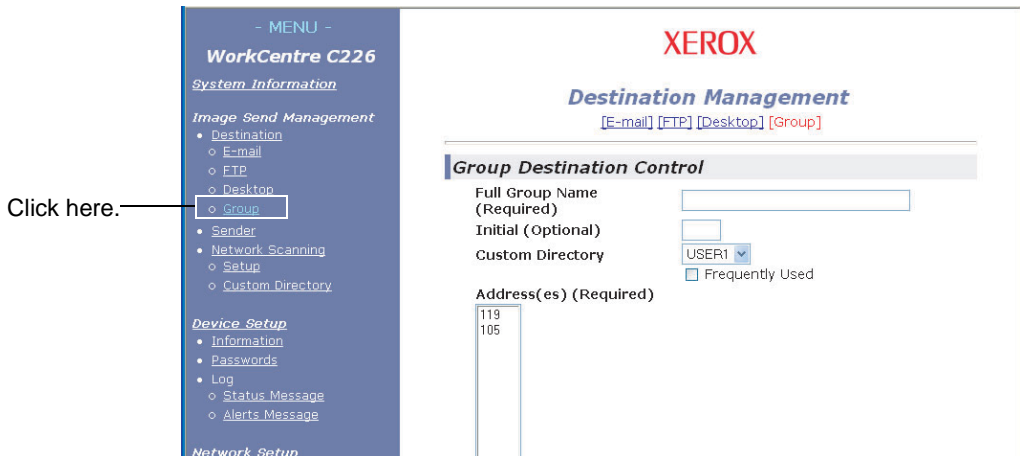 Click here.
- MENU -
WorkCentre C226
System Information
Image Send Management
Destination
E-mail
FTP
Desktop
Group
Sender
Network Scanning
Setup
Custom Directory
Device Setup
Information
Passwords
Log
Status Message
Alerts Message
Network Setup
XEROX
Destination Management
[E-mail] [FTP] [Desktop] [Group]
Group Destination Control
Full Group Name
(Required)
Initial (Optional)
Custom Directory USER1
Frequently Used
Address(es) (Required)
119
105